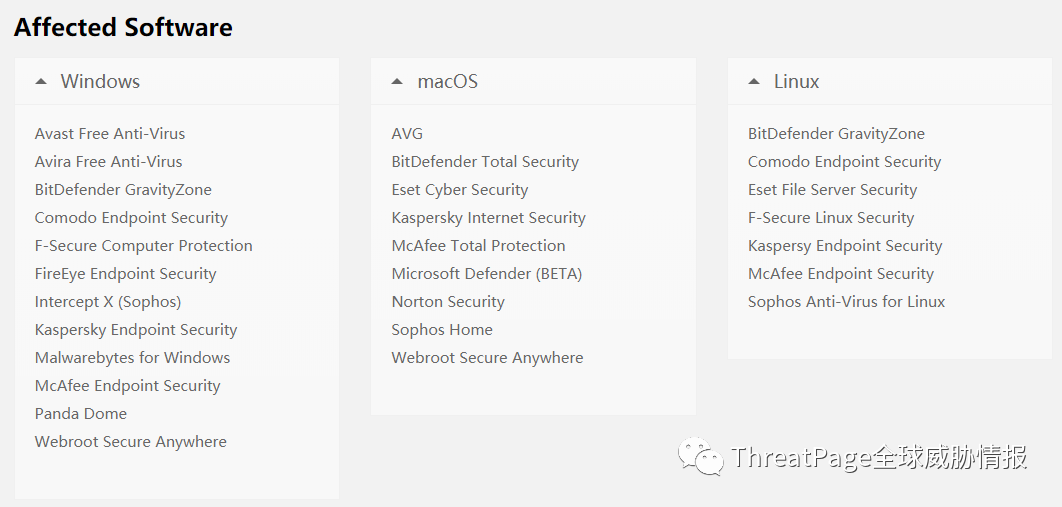 Affected Software
Windows
Avast Free Anti-Virus
Avira Free Anti-Virus
BitDefender GravityZone
Comodo Endpoint Security
F-Secure Computer Protection
FireEye Endpoint Security
Intercept X (Sophos)
Kaspersky Endpoint Security
Malwarebytes for Windows
McAfee Endpoint Security
Panda Dome
Webroot Secure Anywhere
macOS
AVG
BitDefender Total Security
Eset Cyber Security
Kaspersky Internet Security
McAfee Total Protection
Microsoft Defender (BETA)
Norton Security
Sophos Home
Webroot Secure Anywhere
Linux
BitDefender GravityZone
Comodo Endpoint Security
Eset File Server Security
F-Secure Linux Security
Kaspersy Endpoint Security
McAfee Endpoint Security
Sophos Anti-Virus for Linux
ThreatPage全球威胁情报